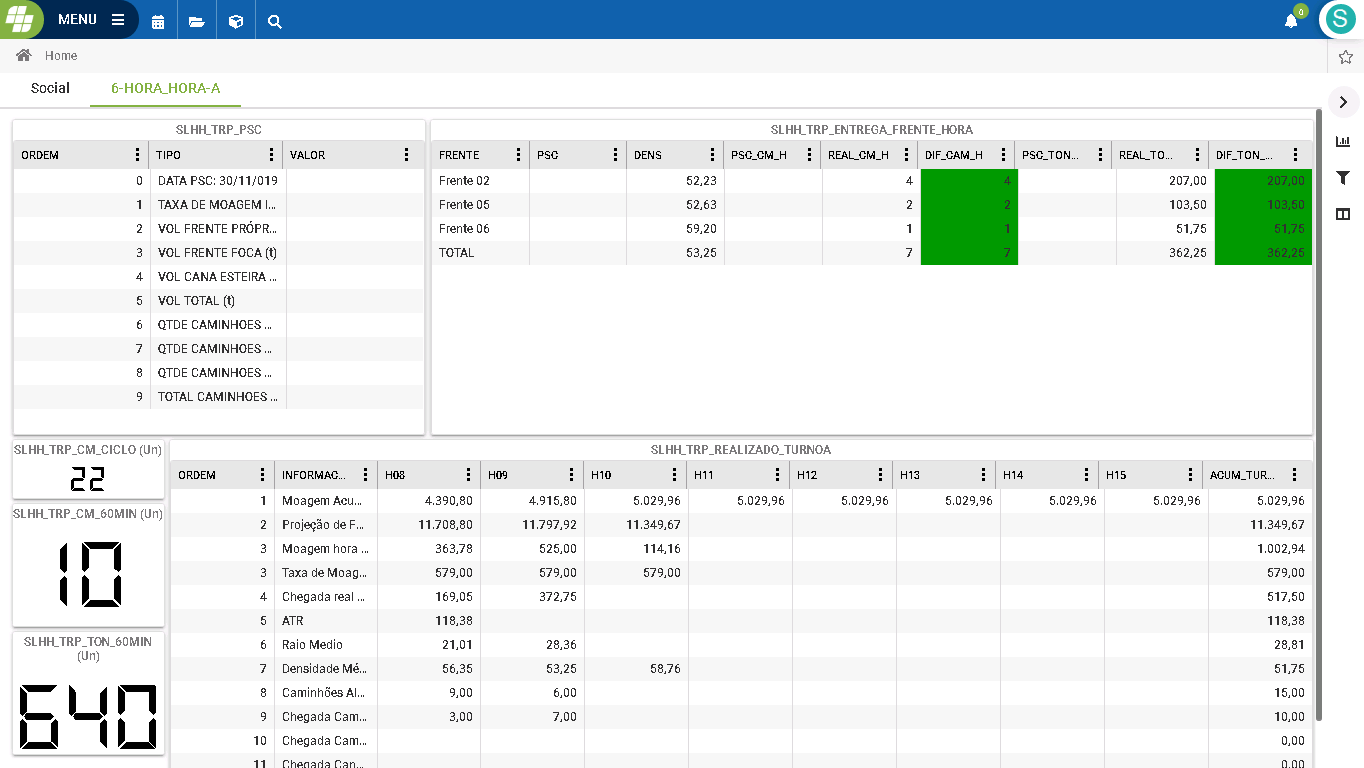 MENU
0
S
Home
Social 6-HORA_HORA-A
SLHH_TRP_PSC
ORDEM TIPO VALOR
0 DATA PSC: 30/11/019
1 TAXA DE MOAGEM I...
2 VOL FRENTE PRÓPR...
3 VOL FRENTE FOCA (t)
4 VOL CANA ESTEIRA ...
5 VOL TOTAL (t)
6 QTDE CAMINHOES ...
7 QTDE CAMINHOES ...
8 QTDE CAMINHOES ...
9 TOTAL CAMINHOES ...
SLHH_TRP_ENTREGA_FRENTE_HORA
FRENTE PSC DENS PSC_CM_H REAL_CM_H DIF_CAM_H PSC_TON... REAL_TO... DIF_TON_...
Frente 02 52,23 4 4 207,00 207,00
Frente 05 52,63 2 2 103,50 103,50
Frente 06 59,20 1 1 51,75 51,75
TOTAL 53,25 7 7 362,25 362,25
SLHH_TRP_CM_CICLO (Un)
22
SLHH_TRP_CM_60MIN (Un)
10
SLHH_TRP_TON_60MIN
(Un)
640
SLHH_TRP_REALIZADO_TURNOA
ORDEM INFORMAC... H08 H09 H10 H11 H12 H13 H14 H15 ACUM_TUR...
1 Moagem Acu... 4.390,80 4.915,80 5.029,96 5.029,96 5.029,96 5.029,96 5.029,96 5.029,96 5.029,96
2 Projeção de F... 11.708,80 11.797,92 11.349,67 11.349,67
3 Moagem hora ... 363,78 525,00 114,16 1.002,94
3 Taxa de Moag... 579,00 579,00 579,00 579,00
4 Chegada real ... 169,05 372,75 517,50
5 ATR 118,38 118,38
6 Raio Medio 21,01 28,36 28,81
7 Densidade Mé... 56,35 53,25 58,76 51,75
8 Caminhões Al... 9,00 6,00 15,00
9 Chegada Cam... 3,00 7,00 10,00
10 Chegada Cam... 0,00
11 Chegada Can... 0,00